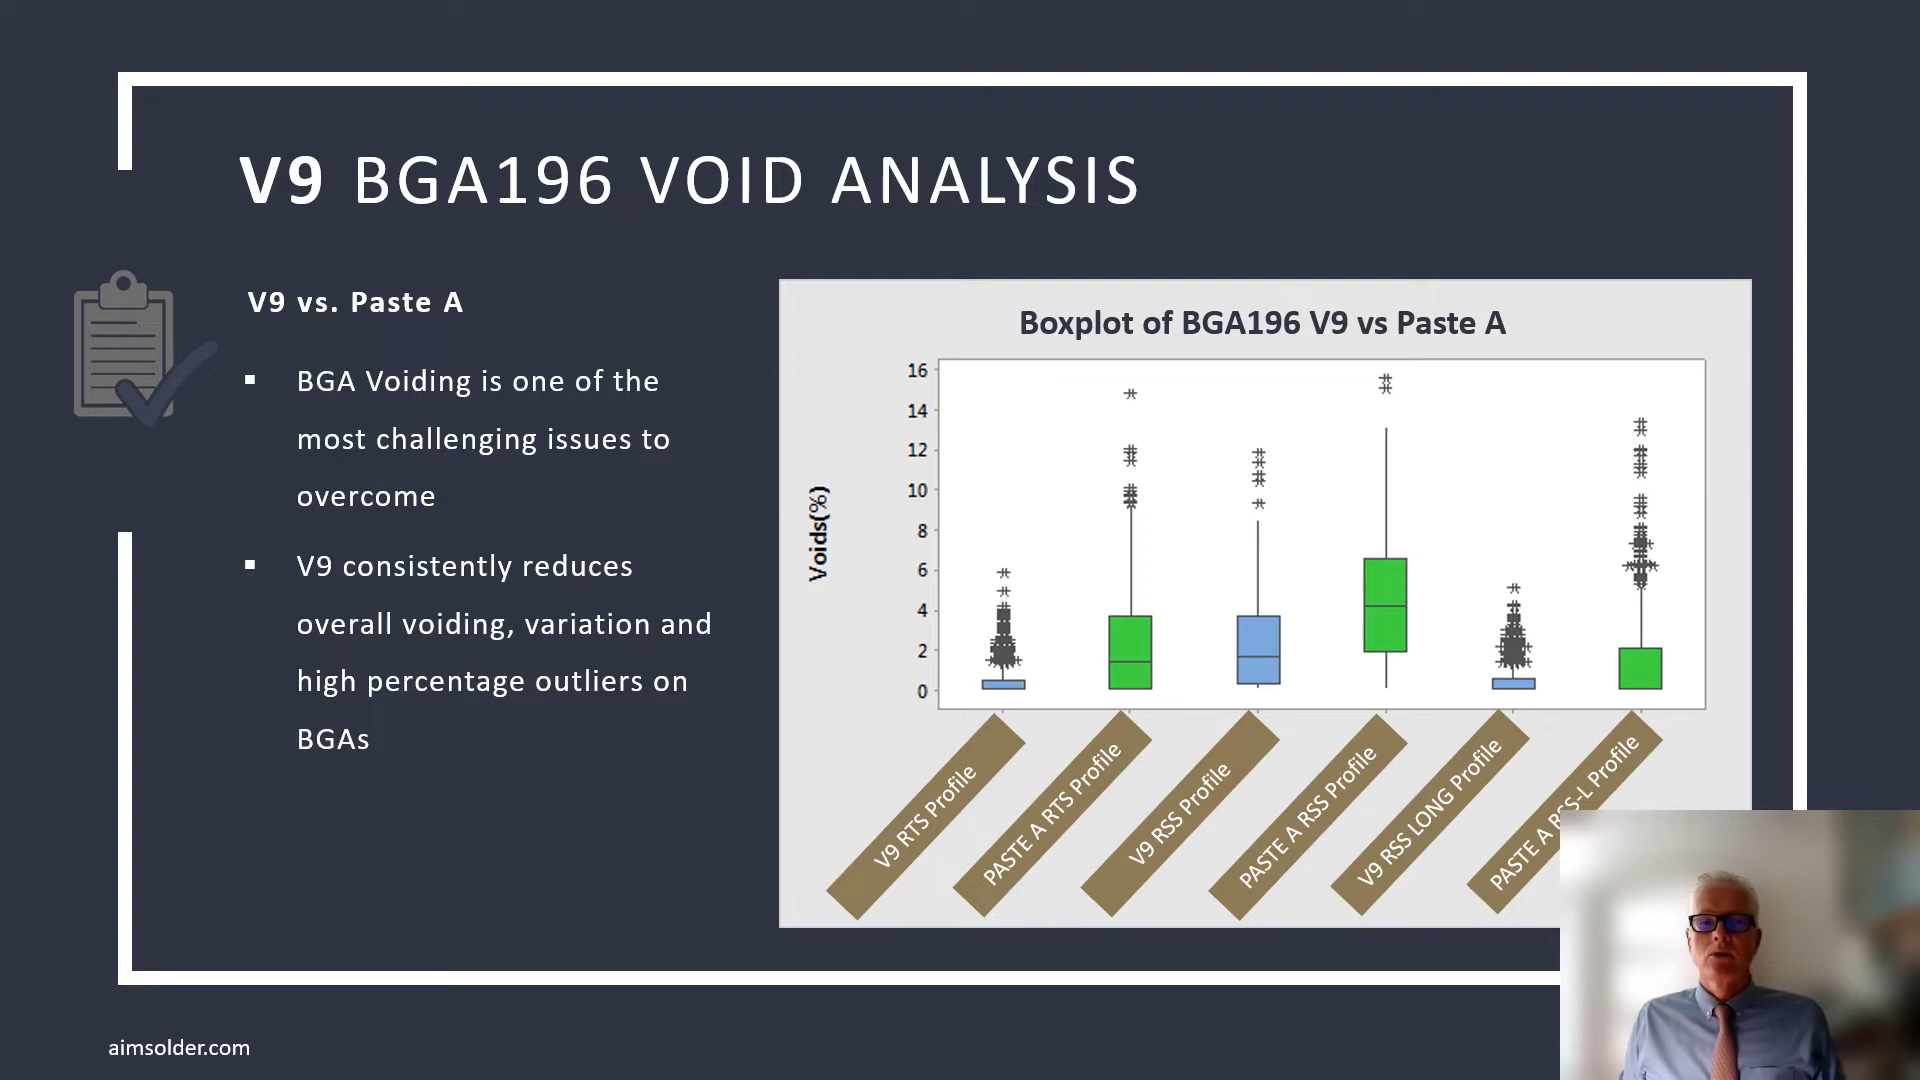 V9 BGA196 VOID ANALYSIS
V9 vs. Paste A
▪ BGA Voiding is one of the
most challenging issues to
overcome
▪ V9 consistently reduces
overall voiding, variation and
high percentage outliers on
BGAs
Boxplot of BGA196 V9 vs Paste A
Voids(%)
16
14
12
10
8
6
4
2
0
V9 RTS Profile
PASTE A RTS Profile
V9 RSS Profile
PASTE A RSS Profile
V9 RSS LONG Profile
PASTE A RSS-L Profile
aimsolder.com